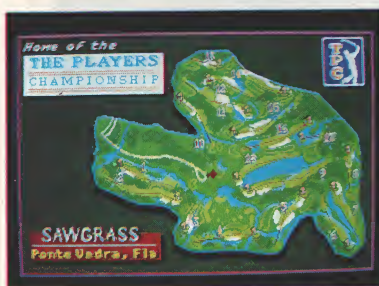 Home of the
THE PLAYERS
CHAMPIONSHIP
TPC
SAWGRASS
Ponte Vedra, Fla